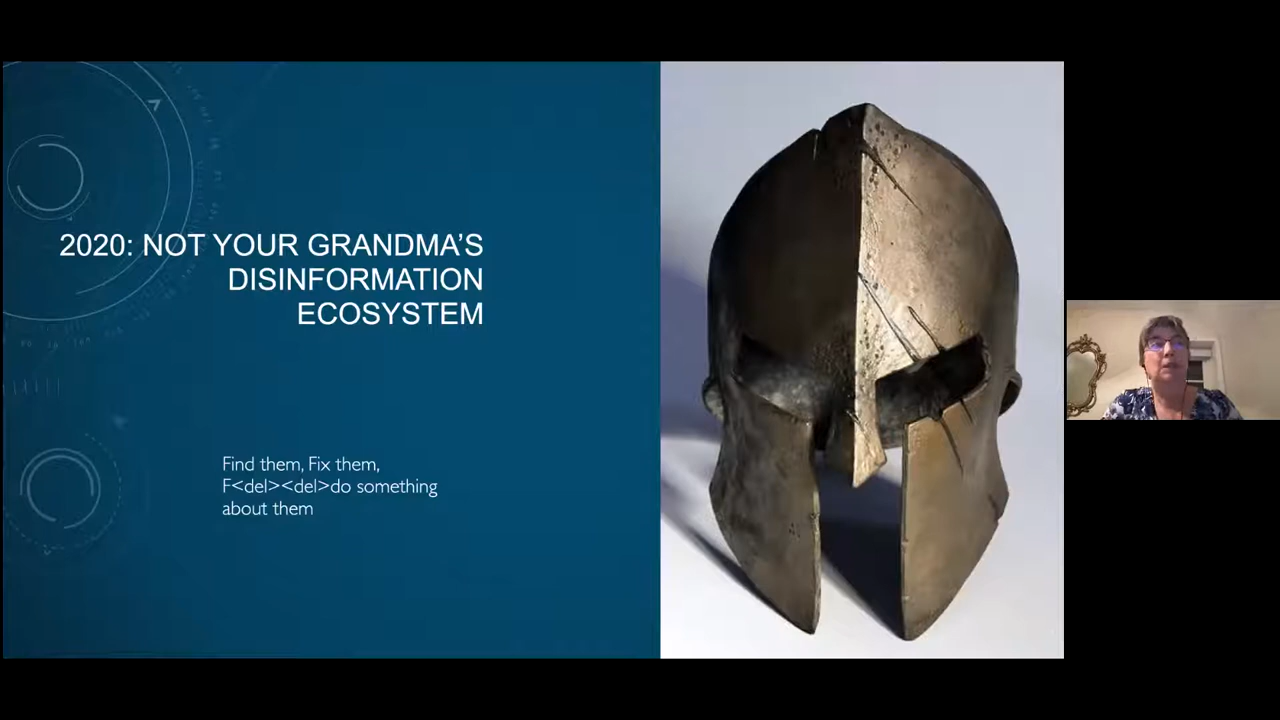 2020: NOT YOUR GRANDMA'S
DISINFORMATION
ECOSYSTEM
Find them, Fix them,
F<del><del>do something
about them